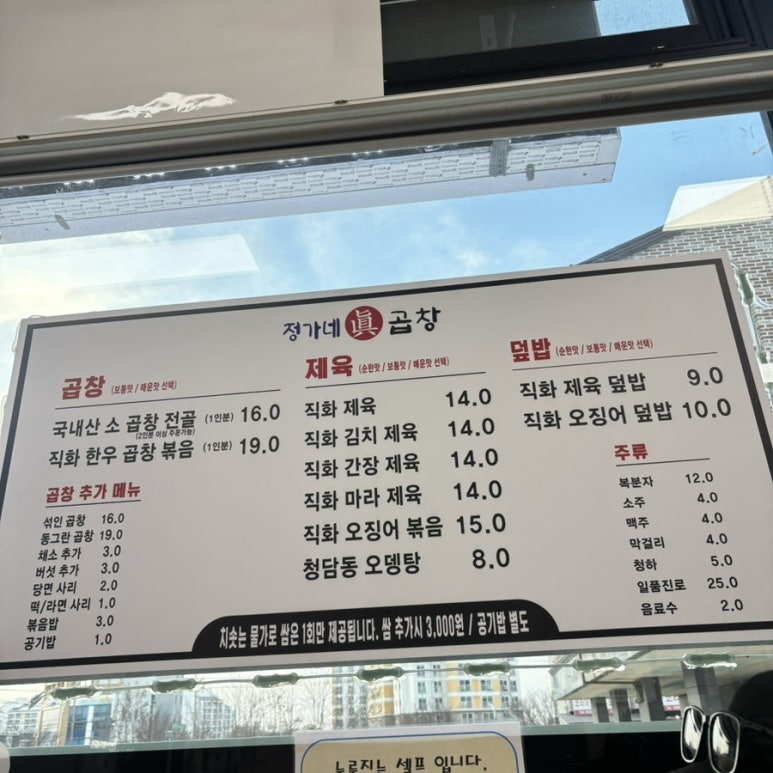 정가네 眞 곱창
곱창 (보통맛 / 매운맛 선택)
국내산 소 곱창 전골 (1인분) 16.0
(2인분 이상 주문가능)
직화 한우 곱창 볶음 (1인분) 19.0
곱창 추가 메뉴
섞인 곱창 16.0
동그란 곱창 19.0
채소 추가 3.0
버섯 추가 3.0
당면 사리 2.0
떡/라면 사리 1.0
볶음밥 3.0
공기밥 1.0
제육 (순한맛 / 보통맛 / 매운맛 선택)
직화 제육 14.0
직화 김치 제육 14.0
직화 간장 제육 14.0
직화 마라 제육 14.0
직화 오징어 볶음 15.0
청담동 오뎅탕 8.0
덮밥 (순한맛 / 보통맛 / 매운맛 선택)
직화 제육 덮밥 9.0
직화 오징어 덮밥 10.0
주류
복분자 12.0
소주 4.0
맥주 4.0
막걸리 4.0
청하 5.0
일품진로 25.0
음료수 2.0
치솟는 물가로 쌈은 1회만 제공됩니다. 쌈 추가시 3,000원 / 공기밥 별도
누룽지는 셀프 입니다.